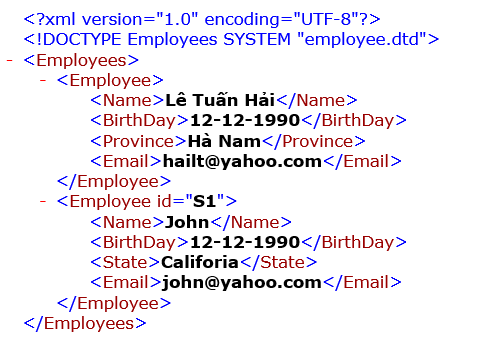 <?xml version="1.0" encoding="UTF-8"?>
<!DOCTYPE Employees SYSTEM "employee.dtd">
- <Employees>
- <Employee>
<Name>Lê Tuấn Hải</Name>
<BirthDay>12-12-1990</BirthDay>
<Province>Hà Nam</Province>
<Email>hailt@yahoo.com</Email>
</Employee>
- <Employee id="S1">
<Name>John</Name>
<BirthDay>12-12-1990</BirthDay>
<State>Califoria</State>
<Email>john@yahoo.com</Email>
</Employee>
</Employees>